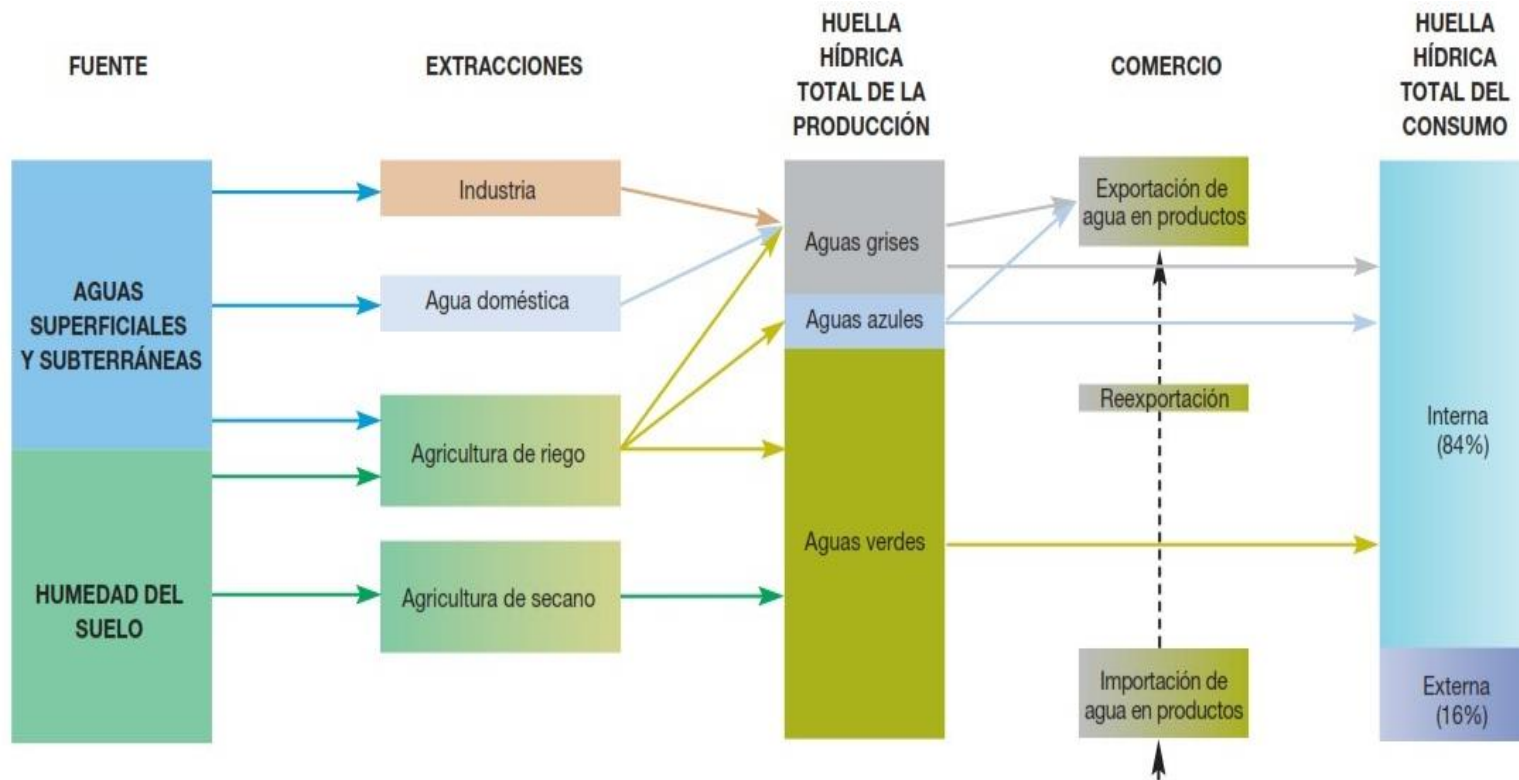 FUENTE
AGUAS
SUPERFICIALES
Y SUBTERRÁNEAS
HUMEDAD DEL
SUELO
EXTRACCIONES
Industria
Agua doméstica
Agricultura de riego
Agricultura de secano
HUELLA
HÍDRICA
TOTAL DE LA
PRODUCCIÓN
Aguas grises
Aguas azules
Aguas verdes
COMERCIO
Exportación de
agua en productos
Reexportación
Importación de
agua en productos
HUELLA
HÍDRICA
TOTAL DEL
CONSUMO
Interna
(84%)
Externa
(16%)